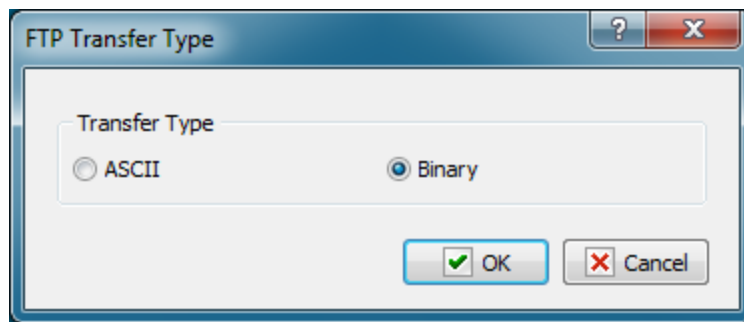 FTP Transfer Type
?
X
Transfer Type
ASCII
Binary
OK
Cancel